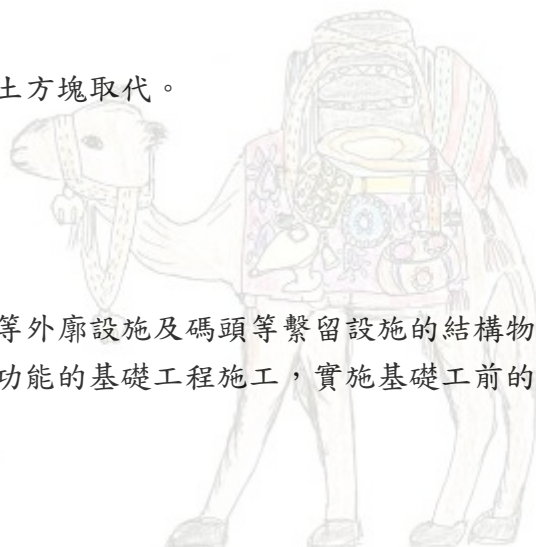 土方塊取代。
等外廓設施及碼頭等繫留設施的結構物
功能的基礎工程施工，實施基礎工前的